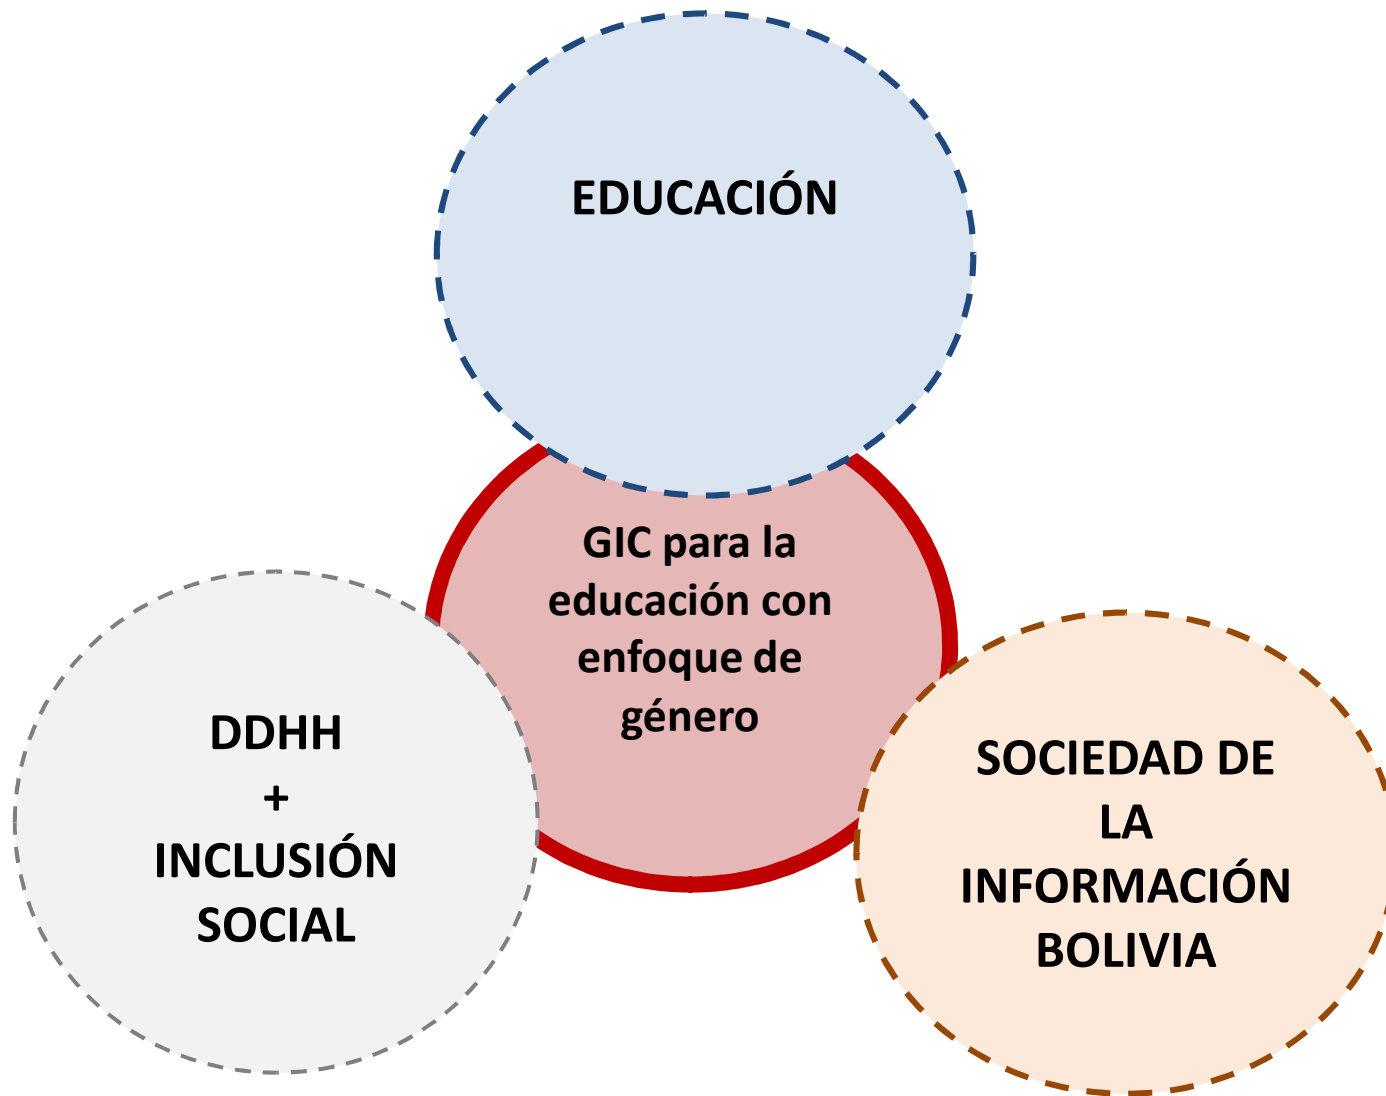 EDUCACIÓN
GIC para la
educación con
enfoque de
género
DDHH
+
INCLUSIÓN
SOCIAL
SOCIEDAD DE
LA
INFORMACIÓN
BOLIVIA